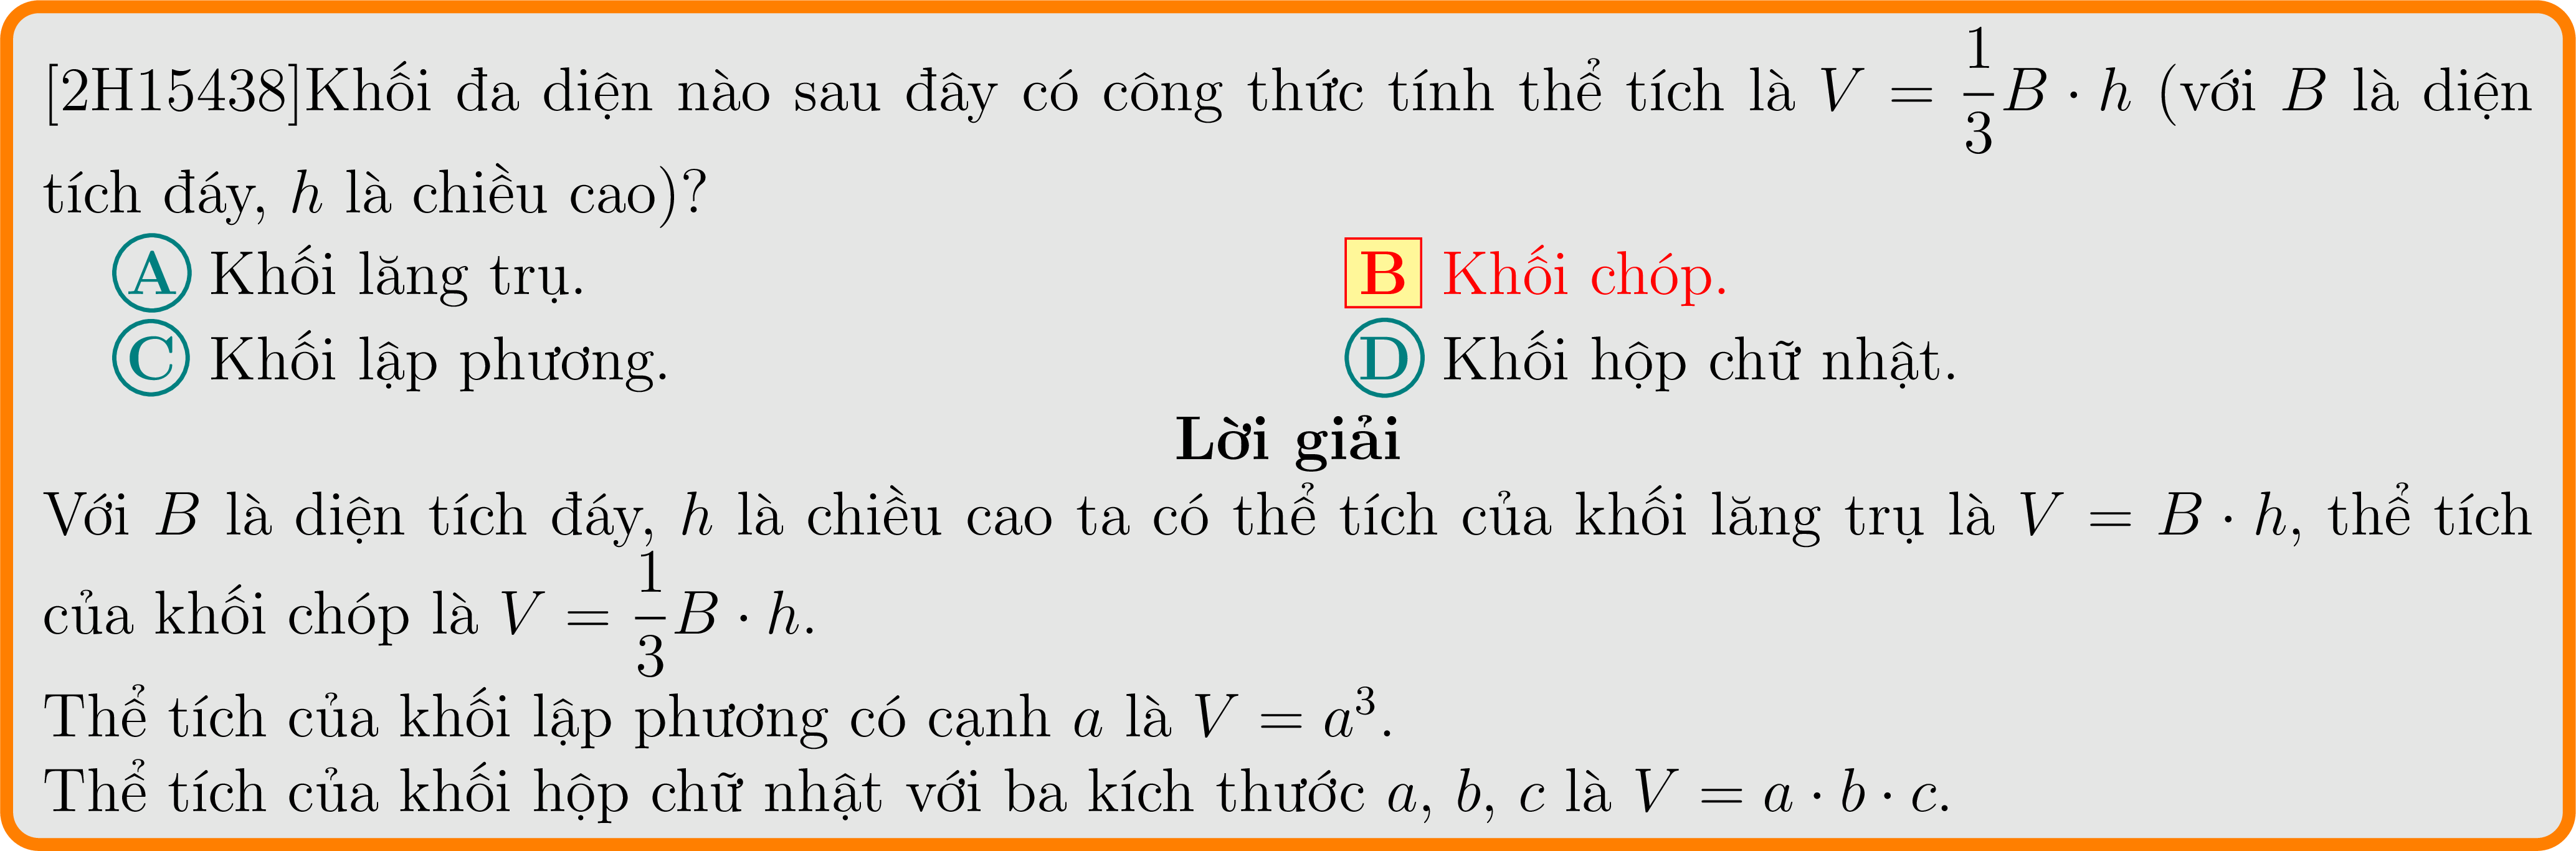 [2H15438]Khối đa diện nào sau đây có công thức tính thể tích là $V = \dfrac{1}{3}B \cdot h$ (với $B$ là diện
tích đáy, $h$ là chiều cao)?
A Khối lăng trụ.
B Khối chóp.
C Khối lập phương.
D Khối hộp chữ nhật.
Lời giải
Với $B$ là diện tích đáy, $h$ là chiều cao ta có thể tích của khối lăng trụ là $V = B \cdot h$, thể tích
của khối chóp là $V = \dfrac{1}{3}B \cdot h$.
Thể tích của khối lập phương có cạnh $a$ là $V = a^3$.
Thể tích của khối hộp chữ nhật với ba kích thước $a$, $b$, $c$ là $V = a \cdot b \cdot c$.